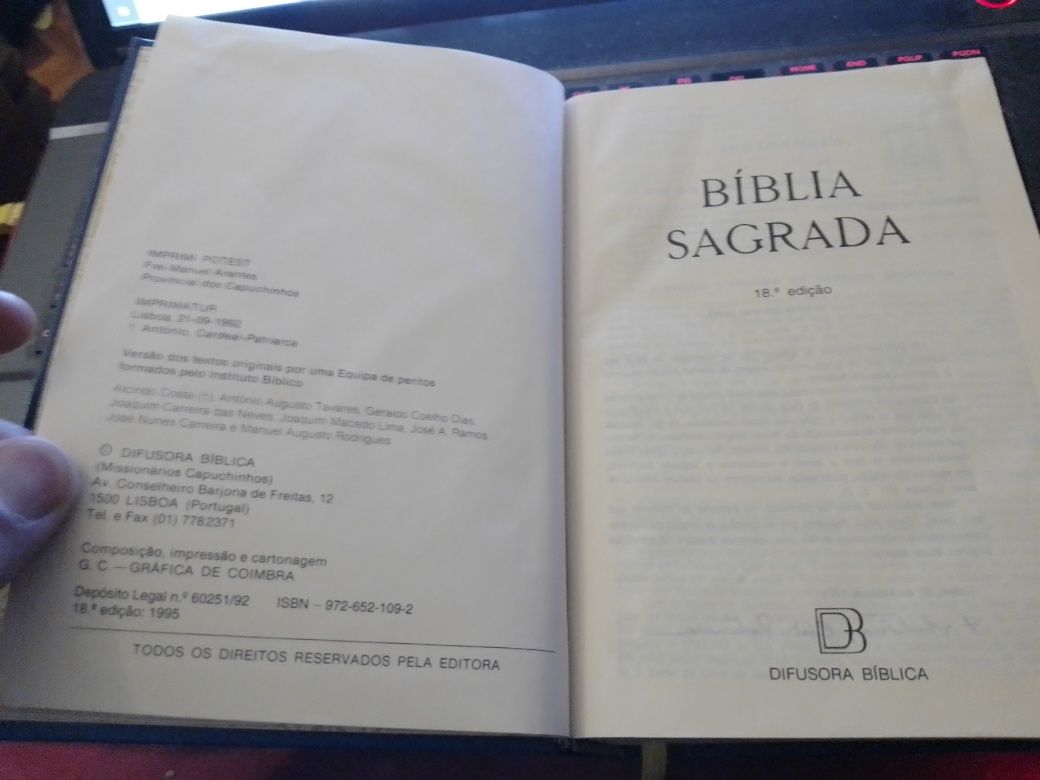 IMPRIMI POTEST
Frei Manuel Arantes
Provincial dos Capuchinhos
IMPRIMATUR
Lisboa, 21-09-1992
† António, Cardeal-Patriarca
Versão dos textos originais por uma Equipa de peritos
formados pelo Instituto Bíblico
Alcindo Costa (†), António Augusto Tavares, Geraldo Coelho Dias,
Joaquim Carreira das Neves, Joaquim Macedo Lima, José A. Ramos,
José Nunes Carreira e Manuel Augusto Rodrigues
© DIFUSORA BÍBLICA
(Missionários Capuchinhos)
Av. Conselheiro Barjona de Freitas, 12
1500 LISBOA (Portugal)
Tel. e Fax (01) 7782371
Composição, impressão e cartonagem
G. C. — GRÁFICA DE COIMBRA
Depósito Legal n.º 60251/92 ISBN – 972-652-109-2
18.ª edição: 1995
TODOS OS DIREITOS RESERVADOS PELA EDITORA
BÍBLIA
SAGRADA
18.ª edição
DB
DIFUSORA BÍBLICA
HOME END PGUP PGDN